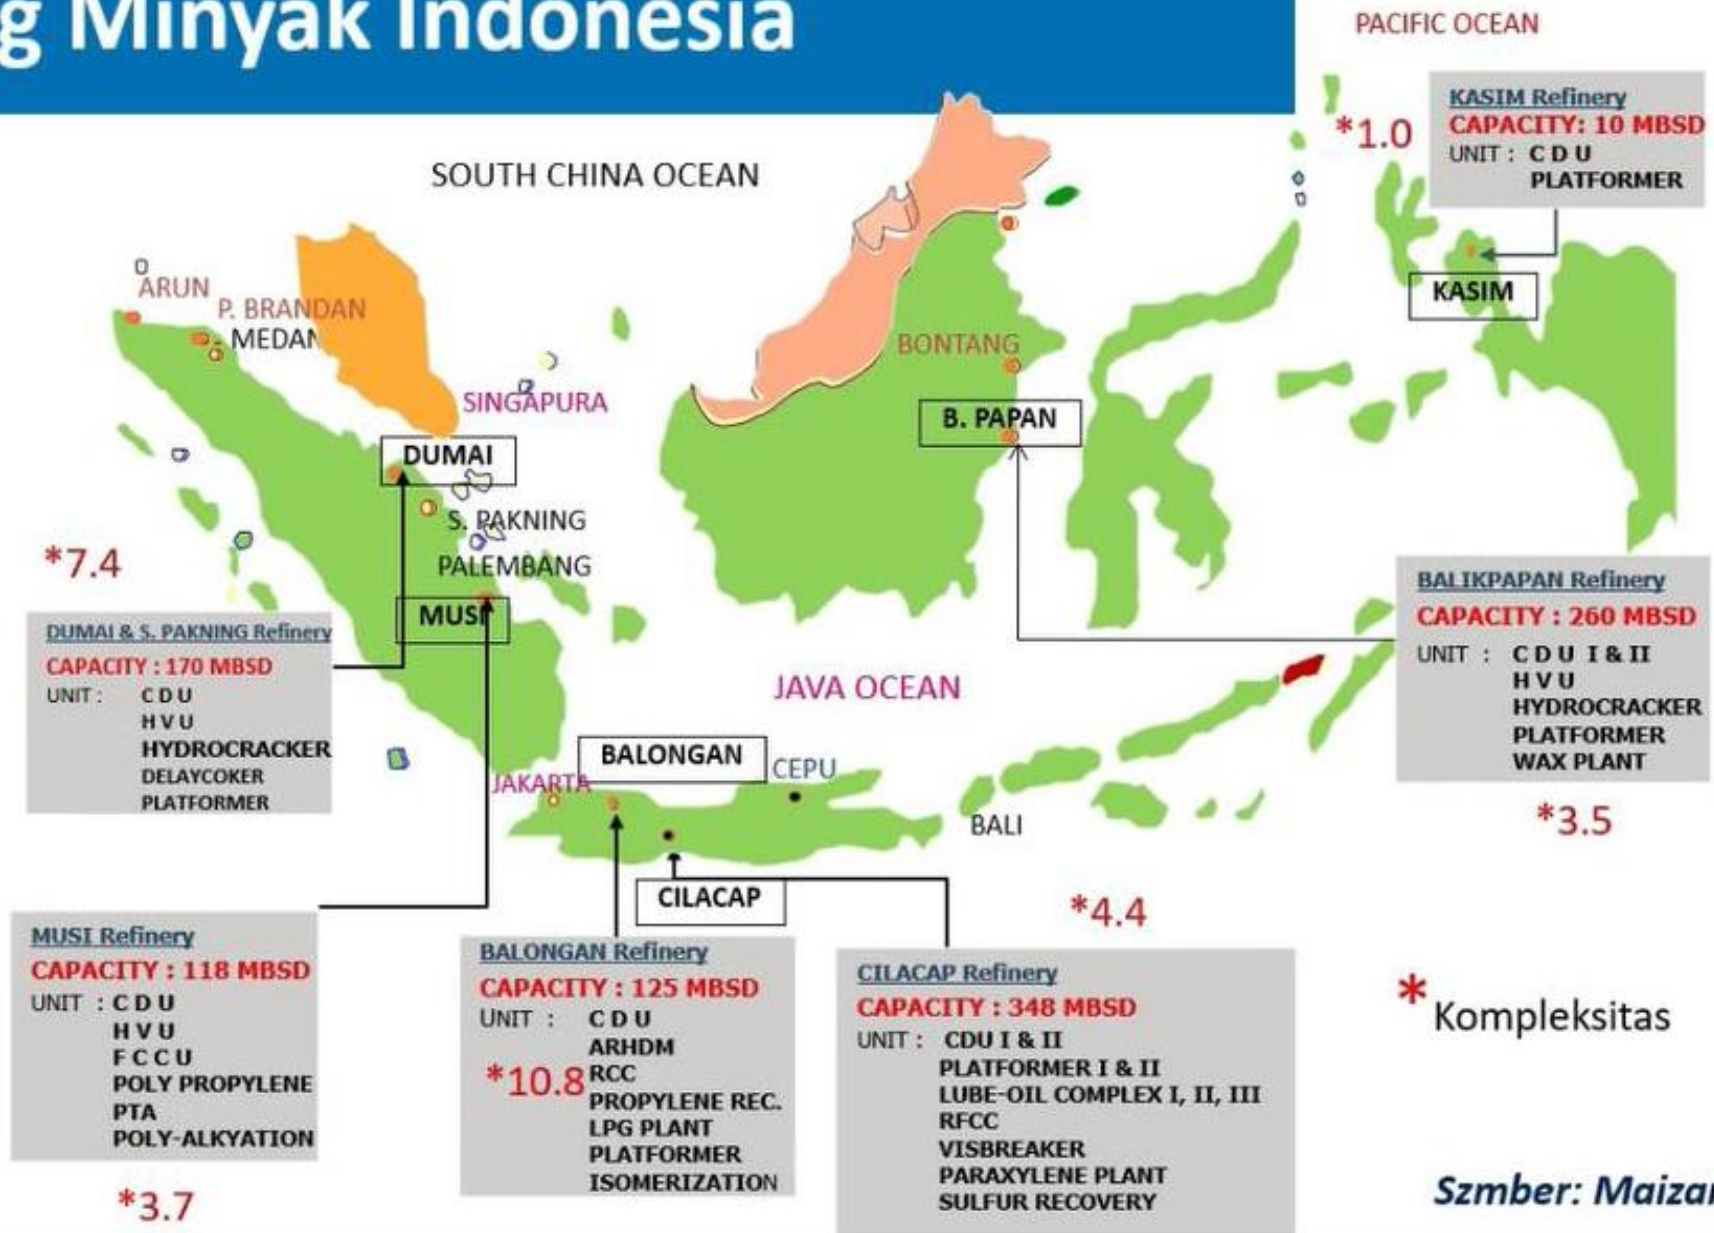 g Minyak Indonesia
PACIFIC OCEAN
KASIM Refinery
CAPACITY: 10 MBSD
UNIT : C D U
PLATFORMER
*1.0
SOUTH CHINA OCEAN
ARUN
P. BRANDAN
MEDAN
KASIM
BONTANG
SINGAPURA
B. PAPAN
DUMAI
S. PAKNING
PALEMBANG
MUSI
*7.4
DUMAI & S. PAKNING Refinery
CAPACITY : 170 MBSD
UNIT : C D U
H V U
HYDROCRACKER
DELAYCOKER
PLATFORMER
BALIKPAPAN Refinery
CAPACITY : 260 MBSD
UNIT : C D U I & II
H V U
HYDROCRACKER
PLATFORMER
WAX PLANT
*3.5
JAVA OCEAN
BALONGAN
CEPU
JAKARTA
BALI
CILACAP
*4.4
MUSI Refinery
CAPACITY : 118 MBSD
UNIT : C D U
H V U
F C C U
POLY PROPYLENE
PTA
POLY-ALKYATION
*3.7
BALONGAN Refinery
CAPACITY : 125 MBSD
UNIT : C D U
ARHDM
*10.8 RCC
PROPYLENE REC.
LPG PLANT
PLATFORMER
ISOMERIZATION
CILACAP Refinery
CAPACITY : 348 MBSD
UNIT : CDU I & II
PLATFORMER I & II
LUBE-OIL COMPLEX I, II, III
RFCC
VISBREAKER
PARAXYLENE PLANT
SULFUR RECOVERY
* Kompleksitas
Szmber: Maizar